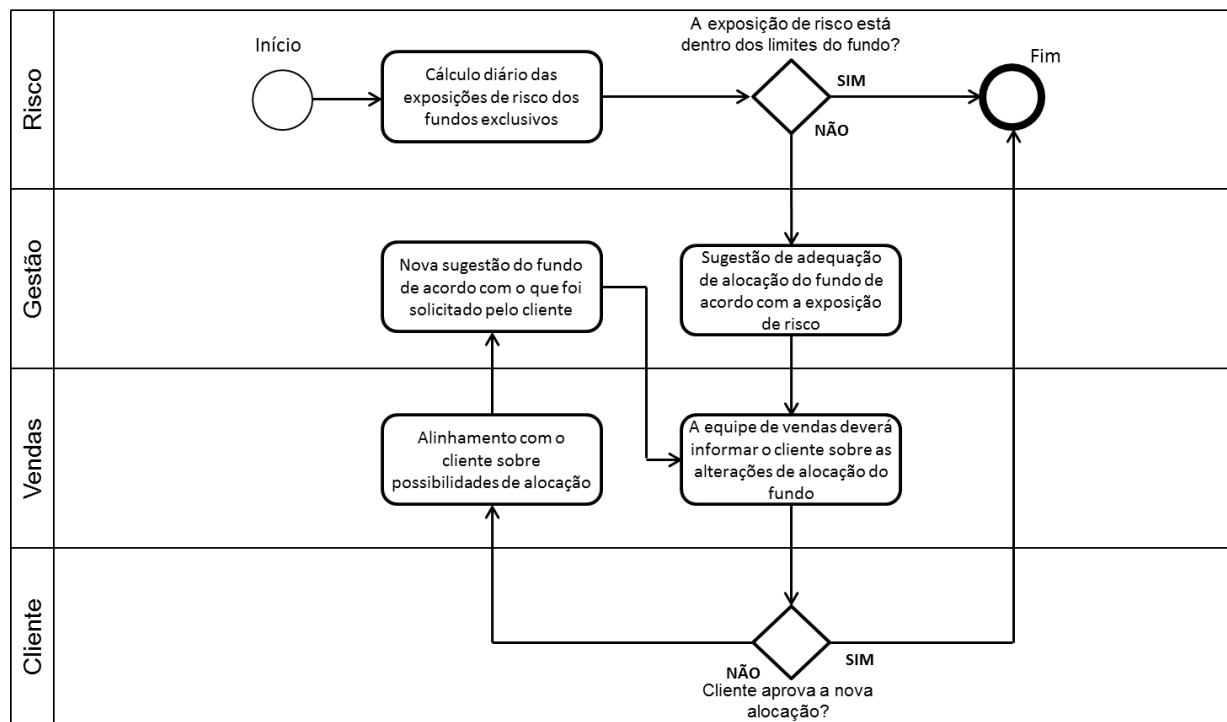 Risco
Início
Cálculo diário das
exposições de risco dos
fundos exclusivos
A exposição de risco está
dentro dos limites do fundo?
SIM
NÃO
Fim
Gestão
Nova sugestão do fundo
de acordo com o que foi
solicitado pelo cliente
Sugestão de adequação
de alocação do fundo de
acordo com a exposição
de risco
Vendas
Alinhamento com o
cliente sobre
possibilidades de alocação
A equipe de vendas deverá
informar o cliente sobre as
alterações de alocação do
fundo
Cliente
NÃO
SIM
Cliente aprova a nova
alocação?